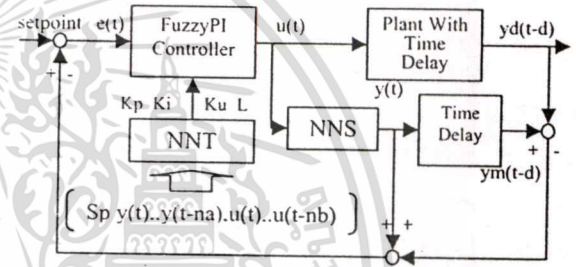 setpoint
e(t)
FuzzyPI
Controller
u(t)
Plant With
Time
Delay
yd(t-d)
+ -
Kp Ki
Ku L
y(t)
NNT
NNS
Time
Delay
+ -
ym(t-d)
Sp y(t)..y(t-na).u(t)..u(t-nb)
+ +